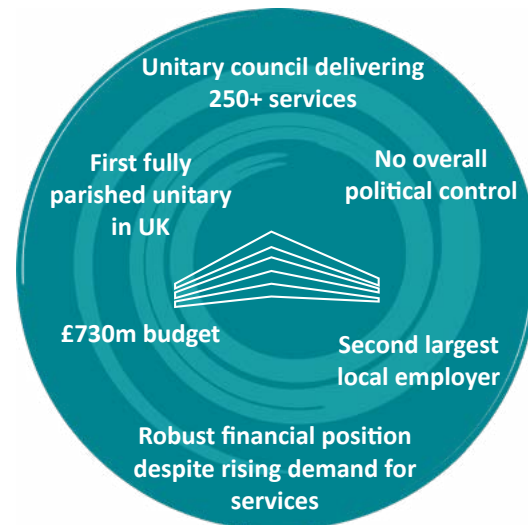 Unitary council delivering
250+ services
First fully
parished unitary
in UK
No overall
political control
£730m budget
Second largest
local employer
Robust financial position
despite rising demand for
services